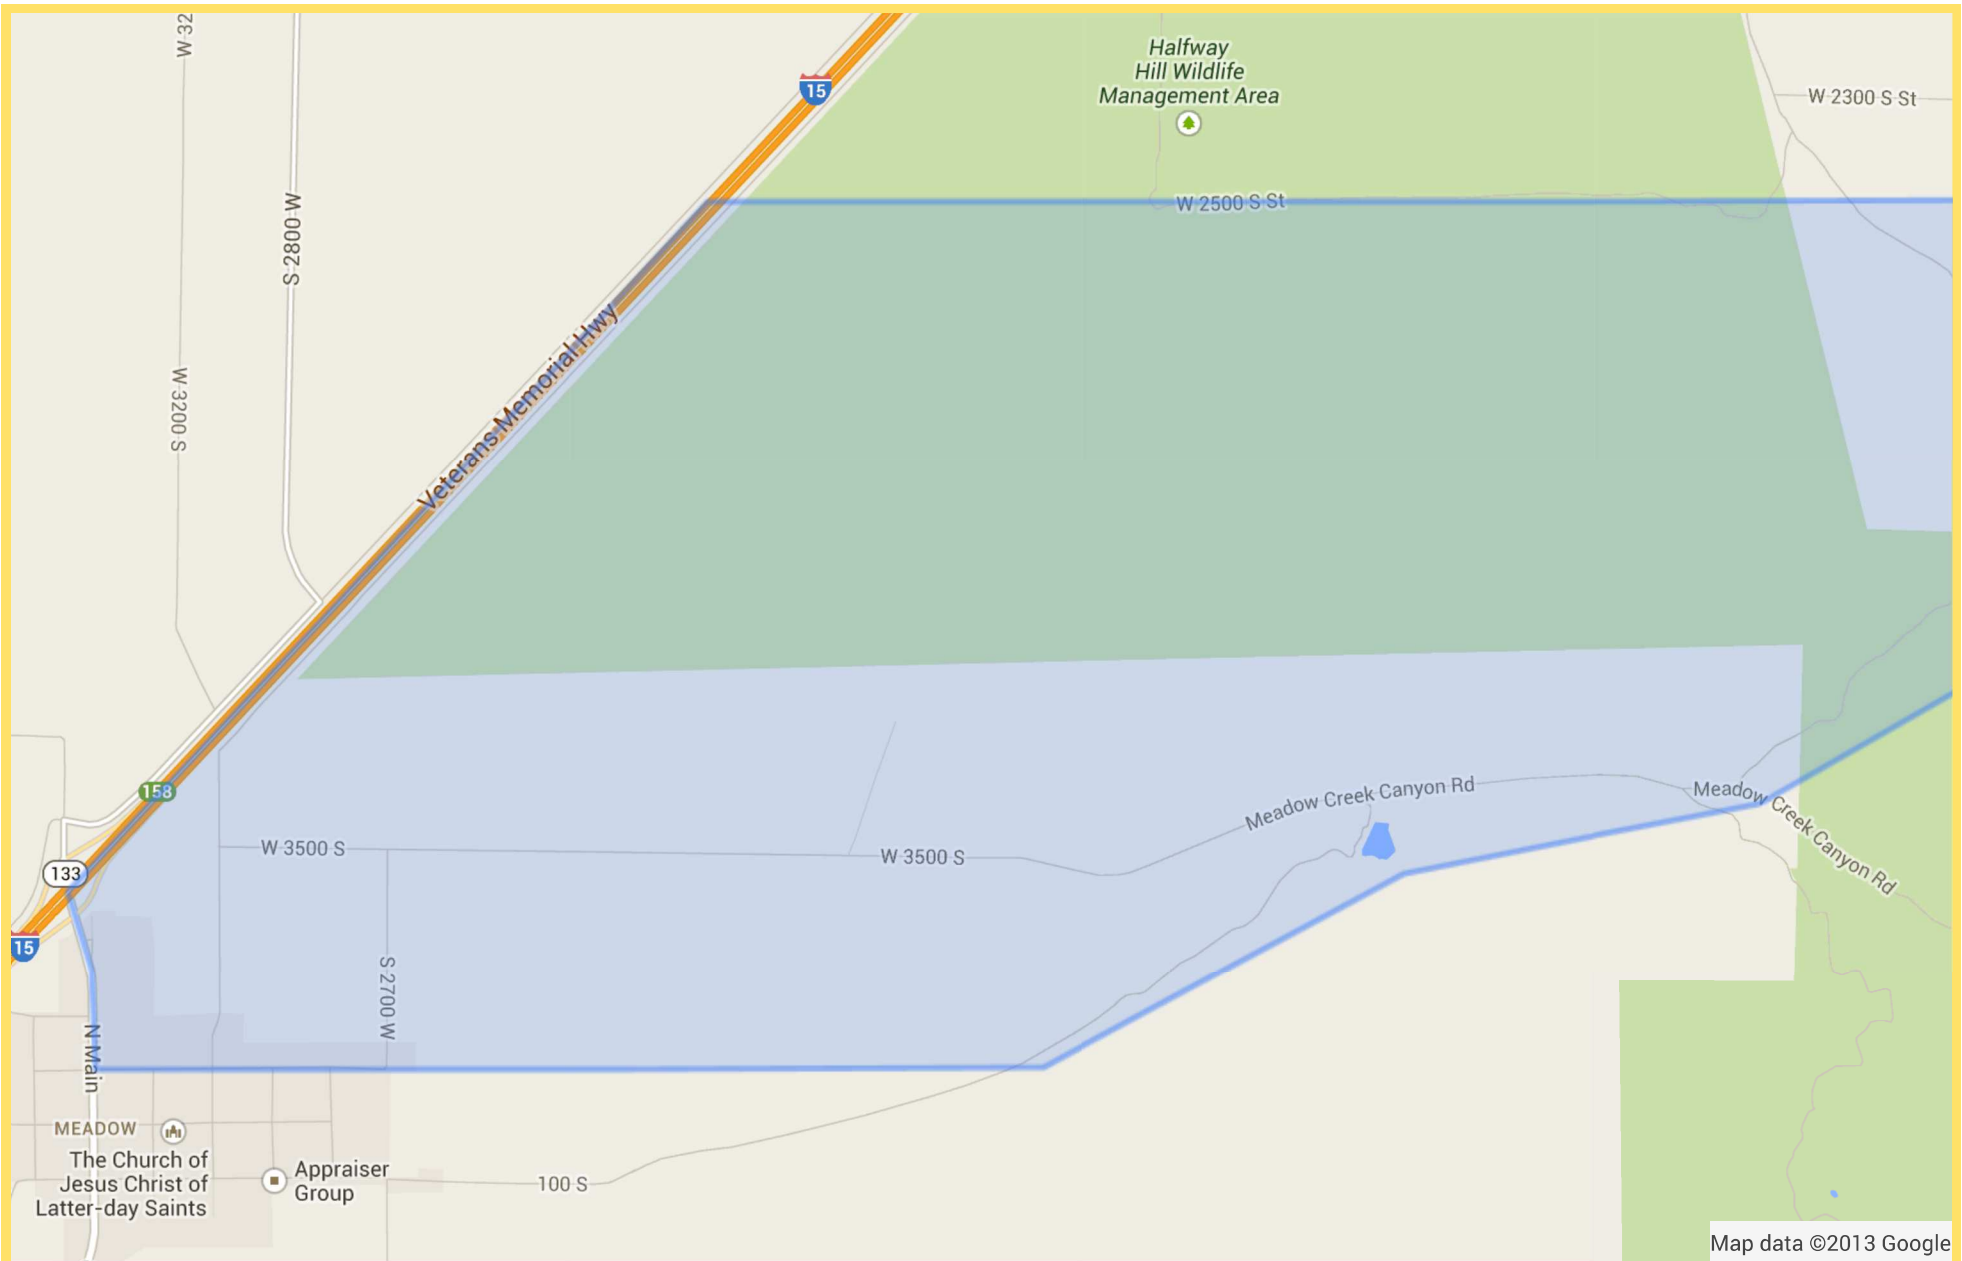 W 32
15
Halfway
Hill Wildlife
Management Area
W 2300 S St
S 2800 W
W 2500 S St
Veterans Memorial Hwy
W 3200 S
158
Meadow Creek Canyon Rd
Meadow Creek Canyon Rd
W 3500 S
W 3500 S
133
15
S 2700 W
N Main
MEADOW
The Church of
Jesus Christ of
Latter-day Saints
Appraiser
Group
100 S
Map data ©2013 Google